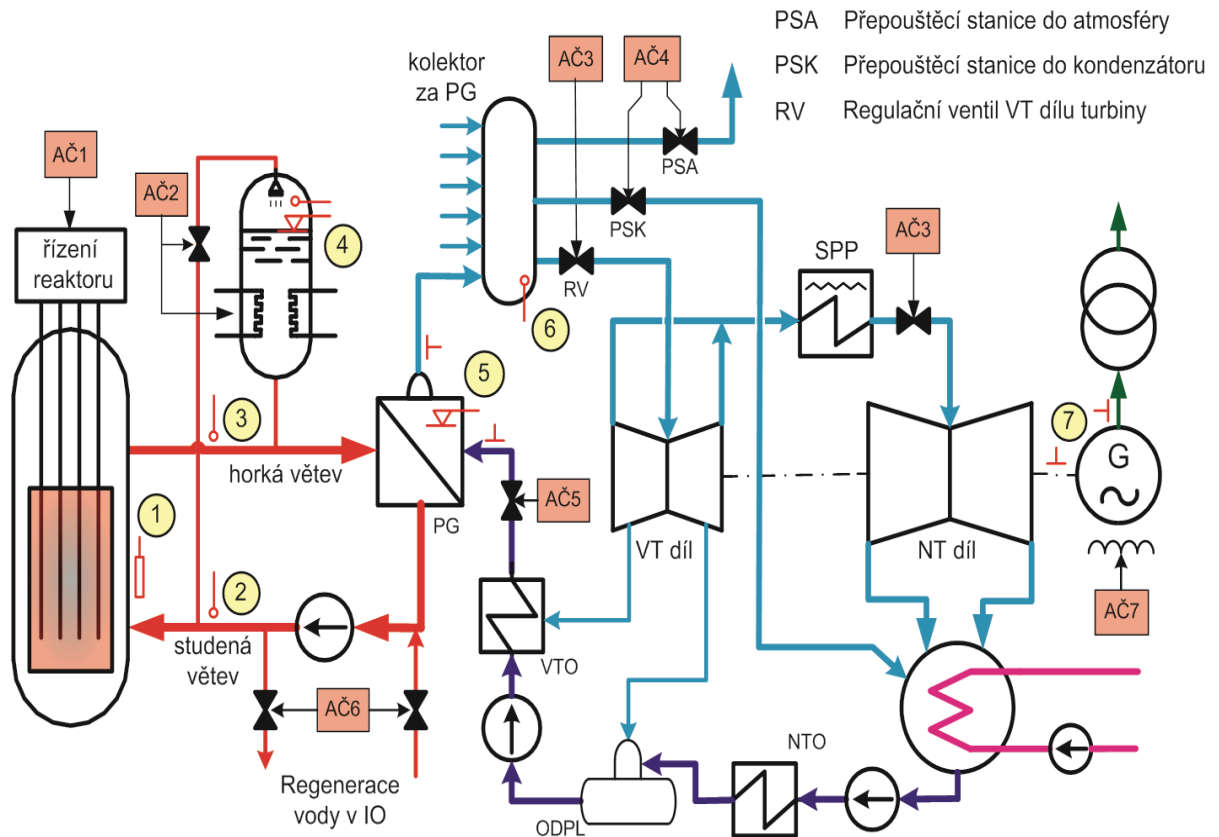 PSA Přepouštěcí stanice do atmosféry
PSK Přepouštěcí stanice do kondenzátoru
RV Regulační ventil VT dílu turbiny
kolektor
za PG
AČ3
AČ4
AČ1
AČ2
PSA
řízení
reaktoru
4
PSK
SPP
AČ3
RV
6
5
3
7
horká větev
G
AČ5
1
PG
VT díl
NT díl
2
AČ7
studená
větev
VTO
AČ6
NTO
Regenerace
vody v IO
ODPL